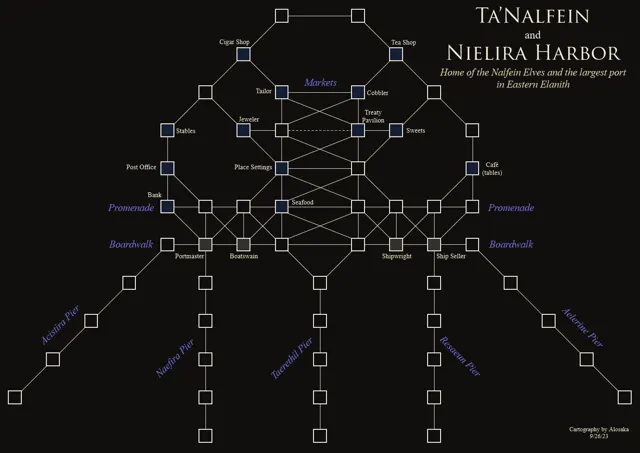 TA'NALFEIN
and
NIELIRA HARBOR
Home of the Nalfein Elves and the largest port
in Eastern Elanith
Cigar Shop
Tea Shop
Markets
Tailor
Cobbler
Jeweler
Treaty
Pavilion
Stables
Sweets
Post Office
Place Settings
Café
(tables)
Bank
Seafood
Promenade
Promenade
Boardwalk
Boardwalk
Portmaster
Boatswain
Shipwright
Ship Seller
Acislira Pier
Naefira Pier
Taerethil Pier
Rexaeun Pier
Aelerine Pier
Cartography by Alosaka
9/26/23